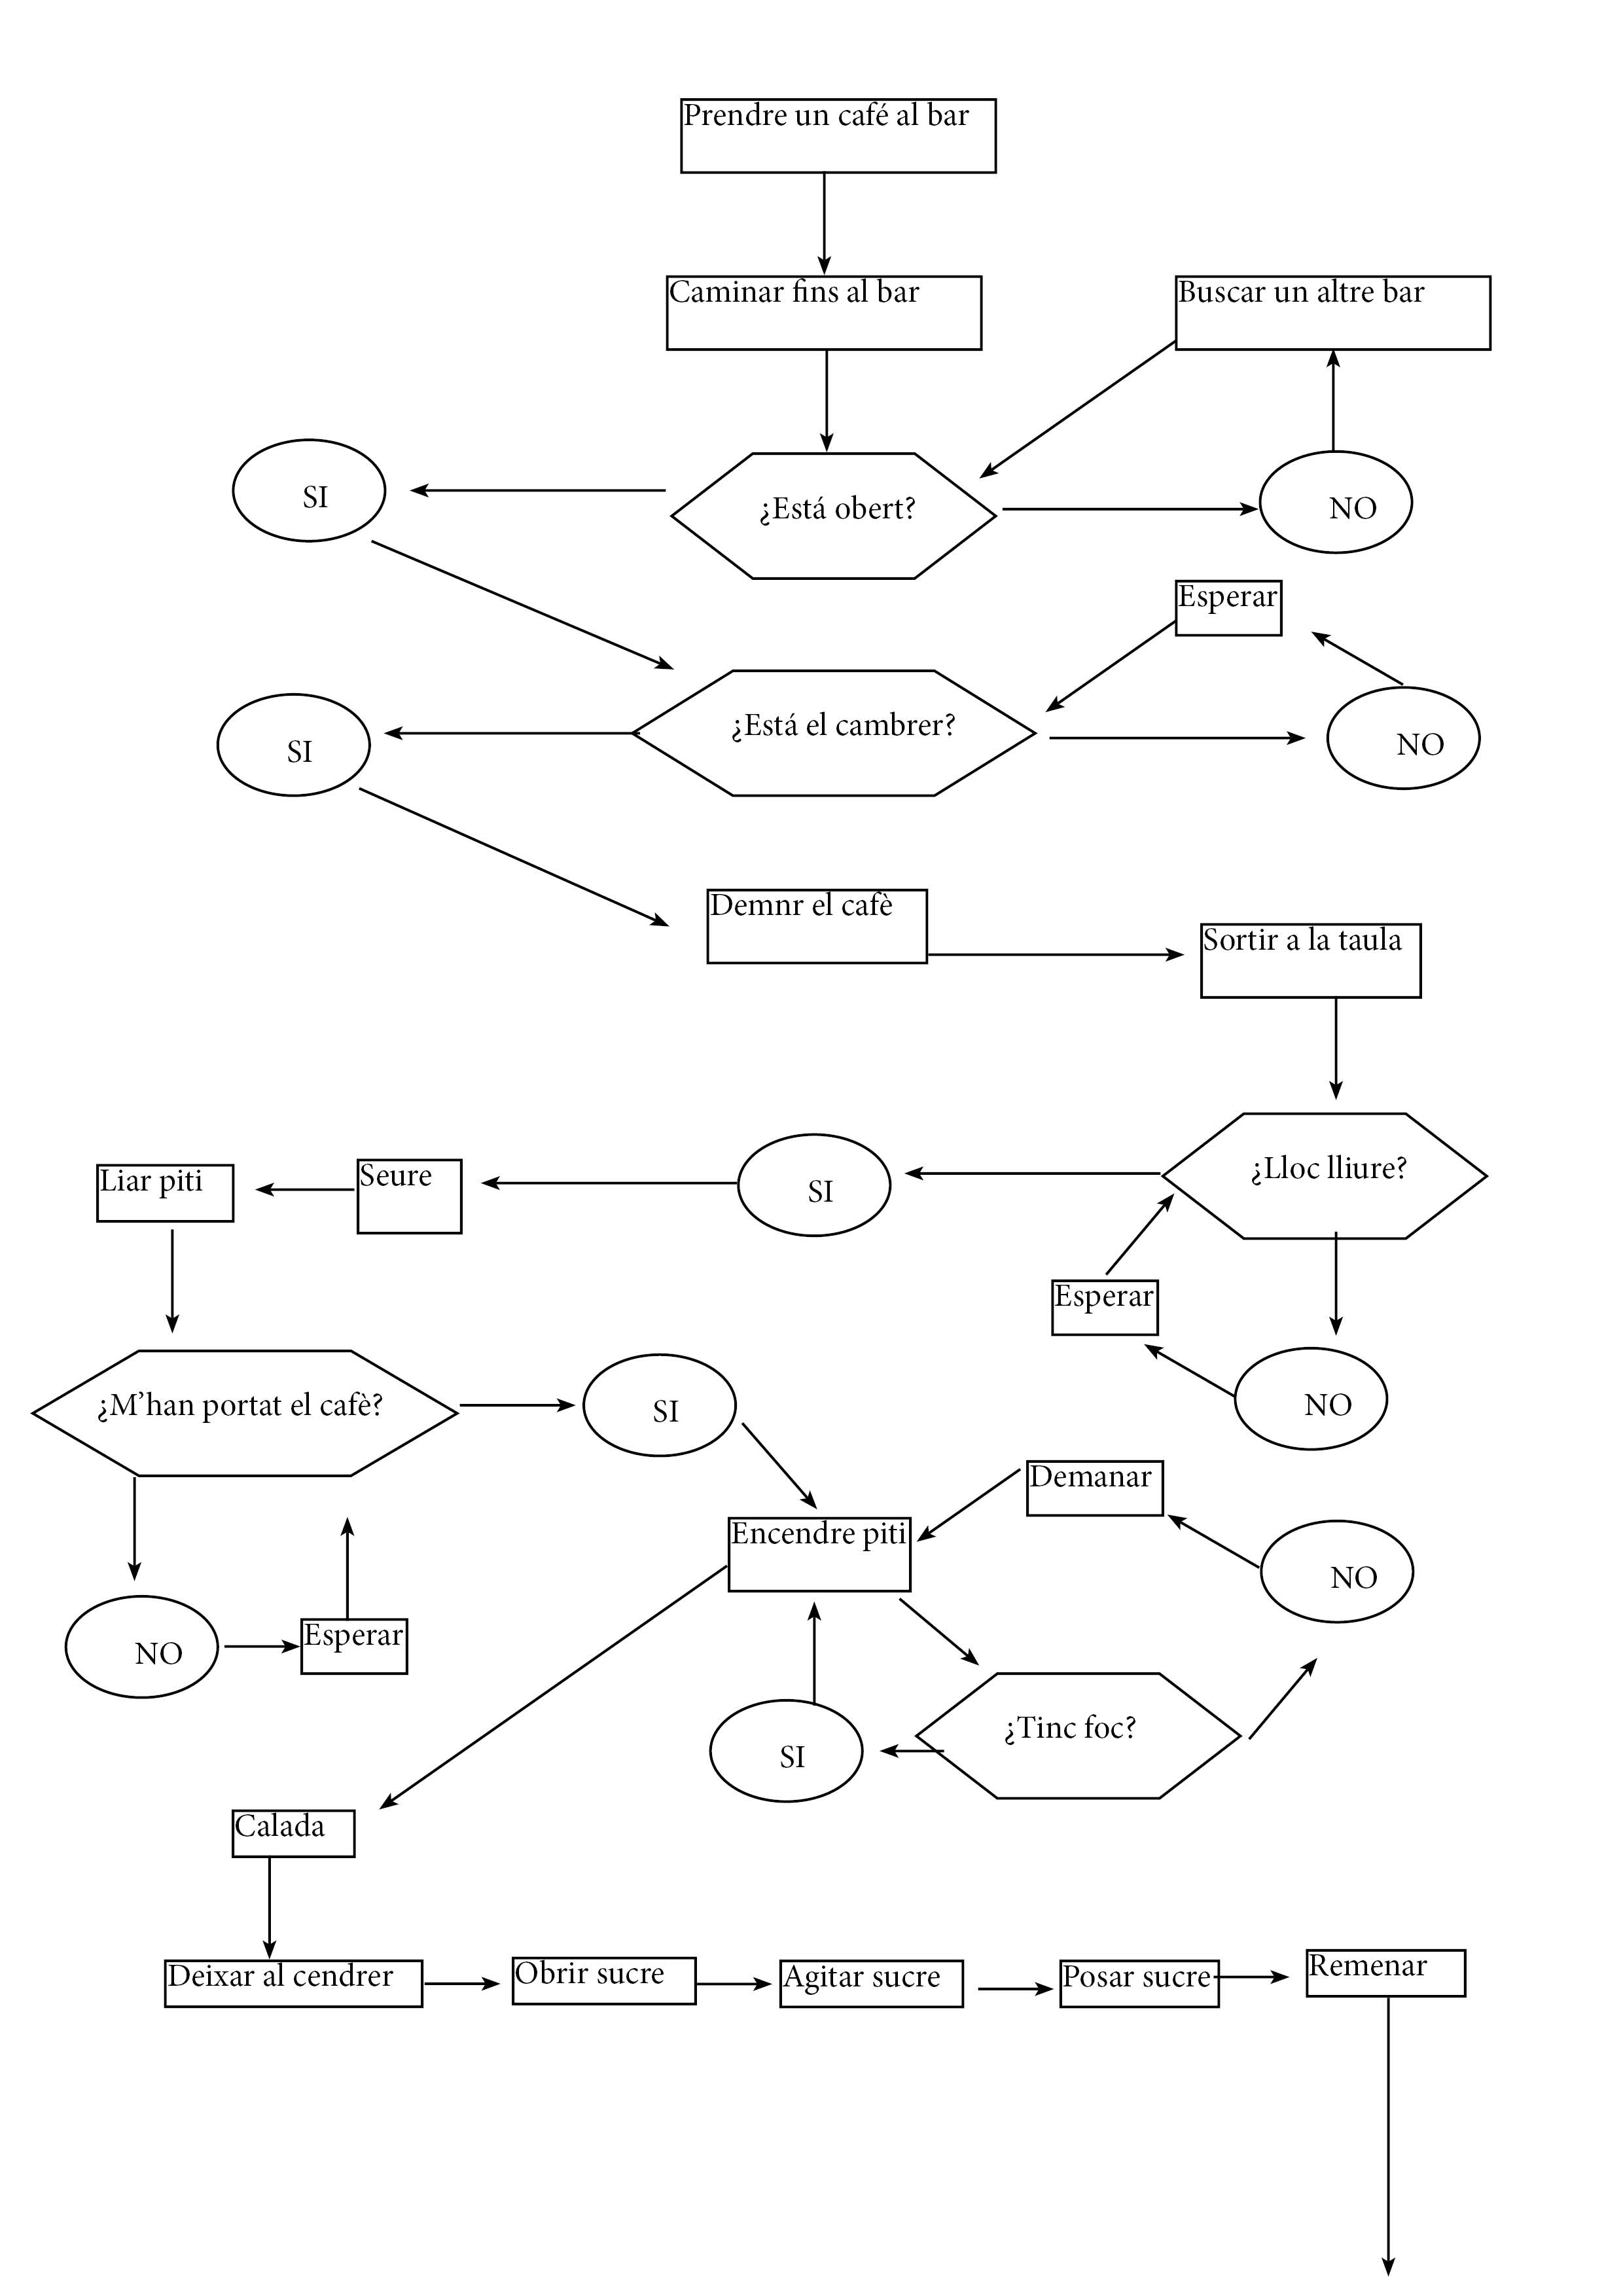 Prendre un café al bar
Caminar fins al bar
Buscar un altre bar
SI
¿Está obert?
NO
Esperar
SI
¿Está el cambrer?
NO
Demnr el cafè
Sortir a la taula
Liar piti
Seure
SI
¿Lloc lliure?
Esperar
NO
¿M’han portat el cafè?
SI
Demanar
Encendre piti
NO
NO
Esperar
SI
¿Tinc foc?
Calada
Deixar al cendrer
Obrir sucre
Agitar sucre
Posar sucre
Remenar